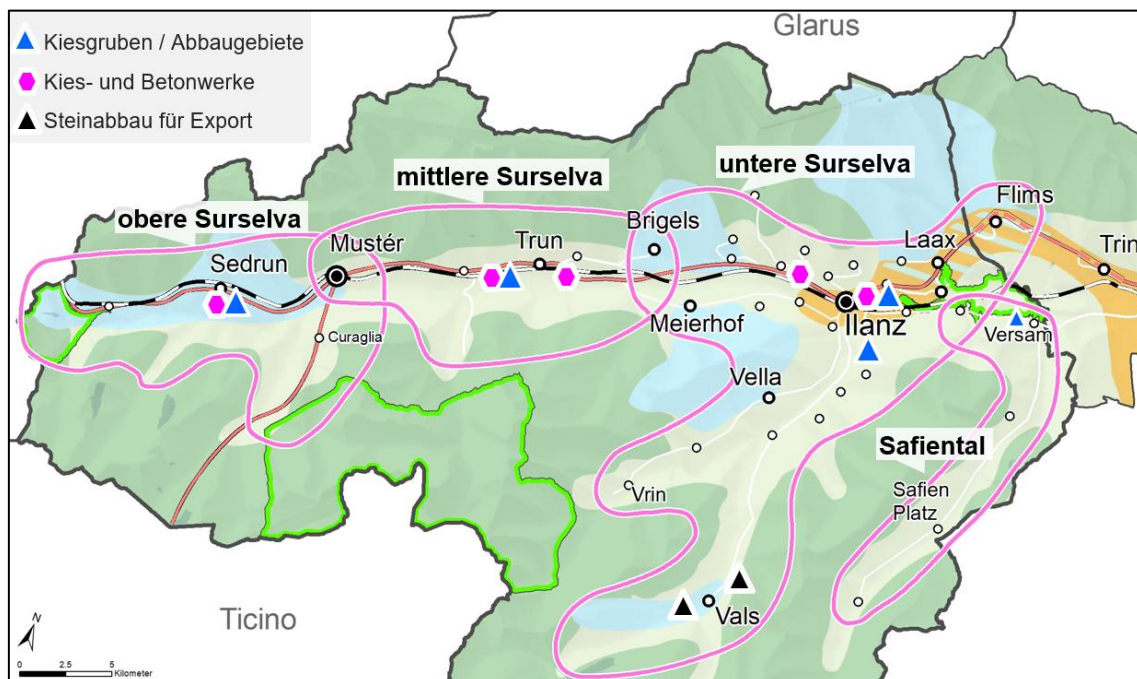 Kiesgruben / Abbaugebiete
Kies- und Betonwerke
Steinabbau für Export
Glarus
untere Surselva
mittlere Surselva
obere Surselva
Flims
Brigels
Mustér
Trun
Laax
Trin
Sedrun
Meierhof
Ilanz
Versam
Curaglia
Vella
Safiental
Vrin
Safien
Platz
Vals
Ticino
N
0 2.5 5
Kilometer